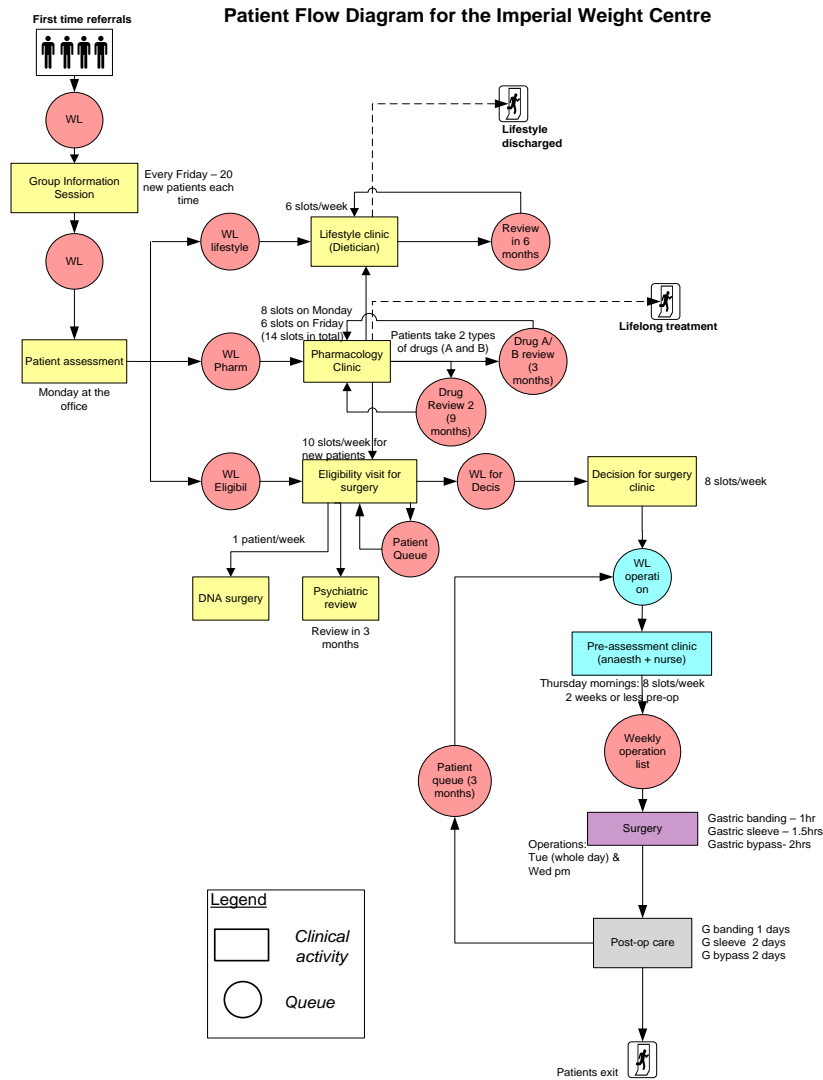 Patient Flow Diagram for the Imperial Weight Centre
First time referrals
WL
Group Information
Session
Every Friday – 20
new patients each
time
WL
Patient assessment
Monday at the
office
WL
lifestyle
6 slots/week
Lifestyle clinic
(Dietician)
Review
in 6
months
Lifestyle
discharged
WL
Pharm
8 slots on Monday
6 slots on Friday
(14 slots in total)
Pharmacology
Clinic
Patients take 2 types
of drugs (A and B)
Drug A/
B review
(3
months)
Drug
Review 2
(9
months)
Lifelong treatment
WL
Eligibil
10 slots/week for
new patients
Eligibility visit for
surgery
WL for
Decis
Decision for surgery
clinic
8 slots/week
Patient
Queue
1 patient/week
DNA surgery
Psychiatric
review
Review in 3
months
WL
operati
on
Pre-assessment clinic
(anaesth + nurse)
Thursday mornings: 8 slots/week
2 weeks or less pre-op
Weekly
operation
list
Patient
queue (3
months)
Surgery
Gastric banding – 1hr
Gastric sleeve – 1.5hrs
Gastric bypass- 2hrs
Operations:
Tue (whole day) &
Wed pm
Post-op care
G banding 1 days
G sleeve 2 days
G bypass 2 days
Patients exit
Legend
Clinical
activity
Queue